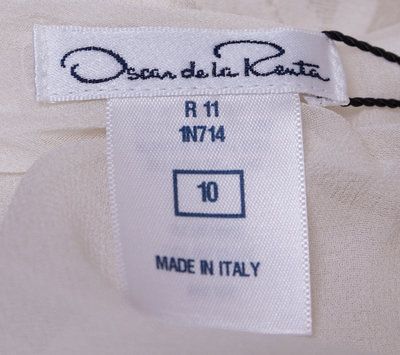 Oscar de la Renta
R 11
1N714
10
MADE IN ITALY